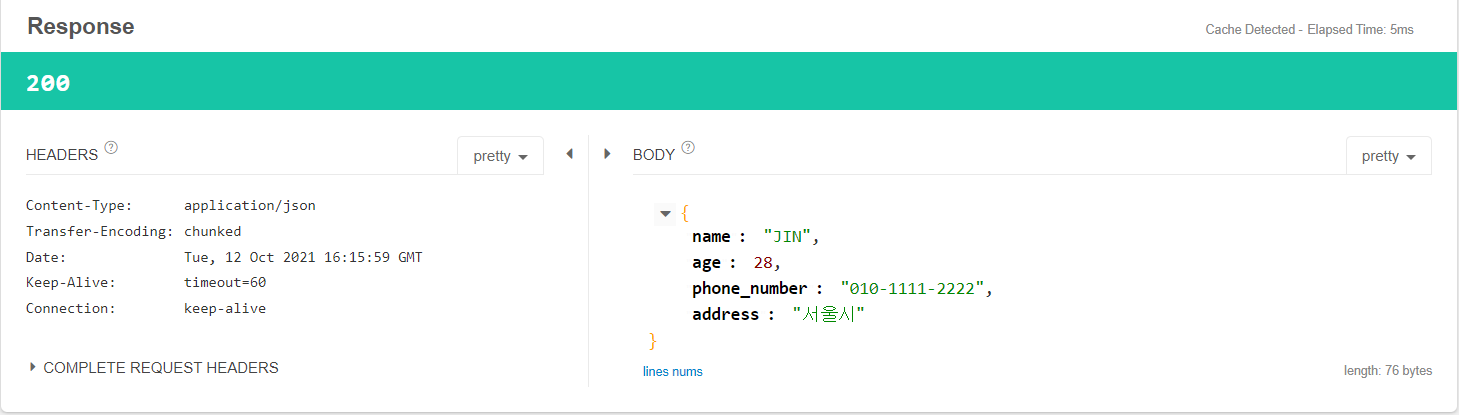 Response
Cache Detected - Elapsed Time: 5ms
200
HEADERS ?
pretty
Content-Type: application/json
Transfer-Encoding: chunked
Date: Tue, 12 Oct 2021 16:15:59 GMT
Keep-Alive: timeout=60
Connection: keep-alive
COMPLETE REQUEST HEADERS
BODY ?
pretty
{
name : "JIN",
age : 28,
phone_number : "010-1111-2222",
address : "서울시"
}
lines nums
length: 76 bytes